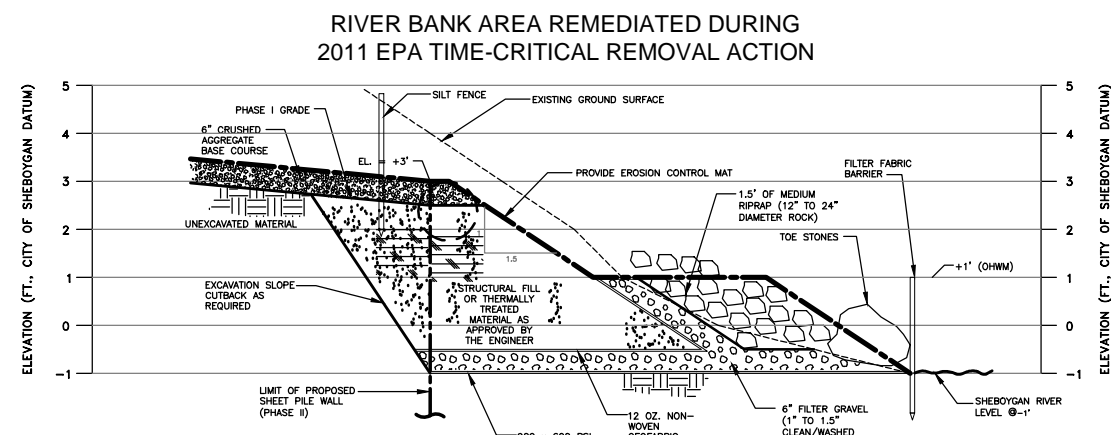 RIVER BANK AREA REMEDIATED DURING
2011 EPA TIME-CRITICAL REMOVAL ACTION
ELEVATION (FT., CITY OF SHEBOYGAN DATUM)
5
4
3
2
1
0
-1
SILT FENCE
EXISTING GROUND SURFACE
PHASE I GRADE
6" CRUSHED
AGGREGATE
BASE COURSE
EL. = +3'
PROVIDE EROSION CONTROL MAT
FILTER FABRIC
BARRIER
1.5' OF MEDIUM
RIPRAP (12" TO 24"
DIAMETER ROCK)
UNEXCAVATED MATERIAL
TOE STONES
1
1.5
+1' (OHWM)
EXCAVATION SLOPE
CUTBACK AS
REQUIRED
STRUCTURAL FILL
OR THERMALLY
TREATED
MATERIAL AS
APPROVED BY
THE ENGINEER
LIMIT OF PROPOSED
SHEET PILE WALL
(PHASE II)
12 OZ. NON-
WOVEN
6" FILTER GRAVEL
(1" TO 1.5")
CLEAN/WASHED
SHEBOYGAN RIVER
LEVEL @-1'
5
4
3
2
1
0
-1
ELEVATION (FT., CITY OF SHEBOYGAN DATUM)